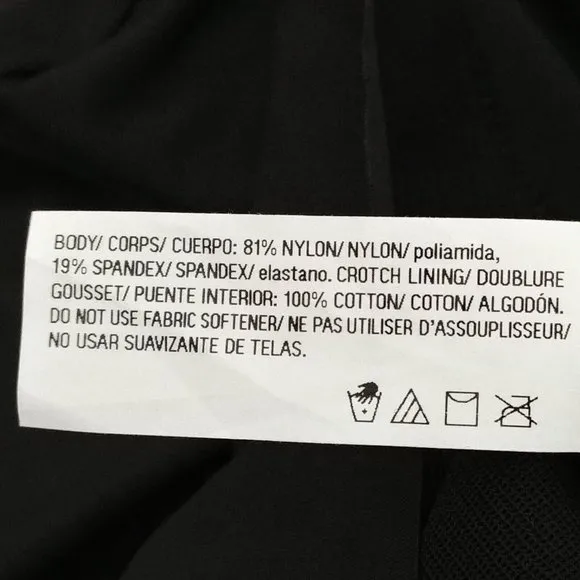 BODY/ CORPS/ CUERPO: 81% NYLON/ NYLON/ poliamida,
19% SPANDEX/ SPANDEX/ elastano. CROTCH LINING/ DOUBLURE
GOUSSET/ PUENTE INTERIOR: 100% COTTON/ COTON/ ALGODÓN.
DO NOT USE FABRIC SOFTENER/ NE PAS UTILISER D'ASSOUPLISSEUR/
NO USAR SUAVIZANTE DE TELAS.